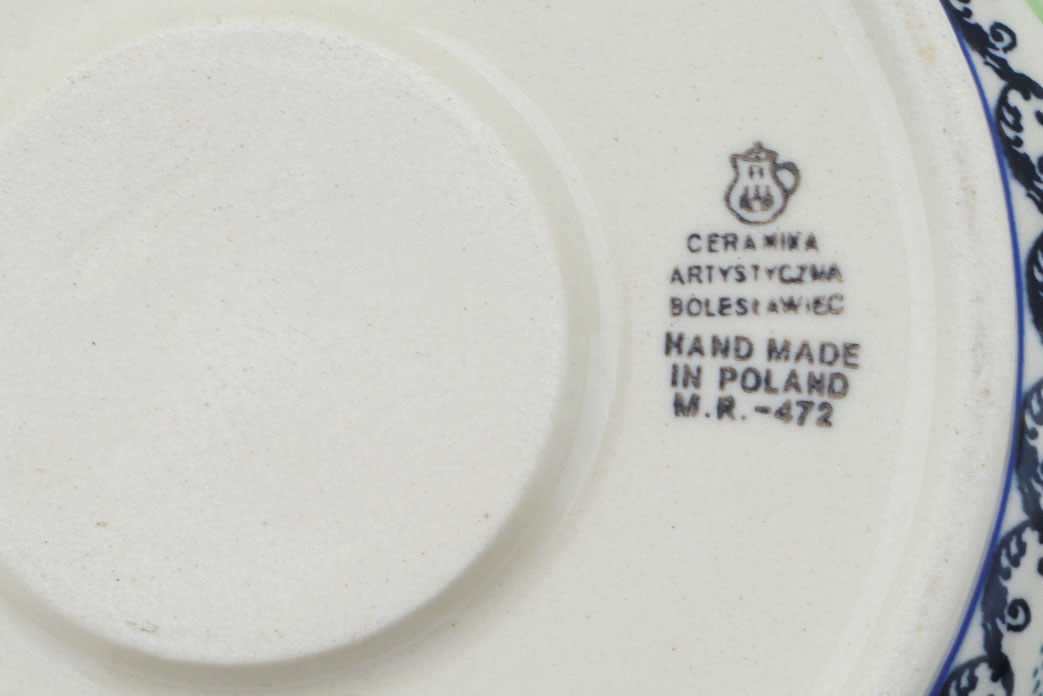 CERAMIKA
ARTYSTYCZNA
BOLESŁAWIEC
HAND MADE
IN POLAND
M.R.-472